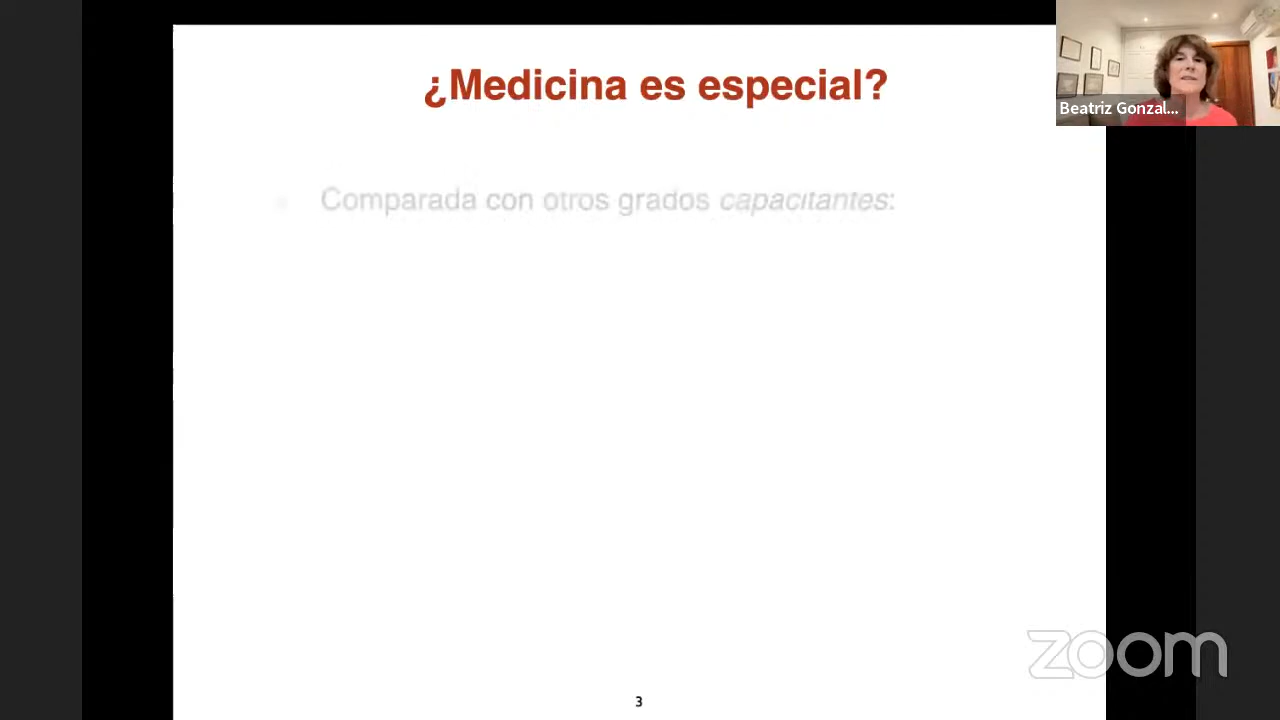 ¿Medicina es especial?
Beatriz Gonzal...
Comparada con otros grados capacitantes:
zoom
3